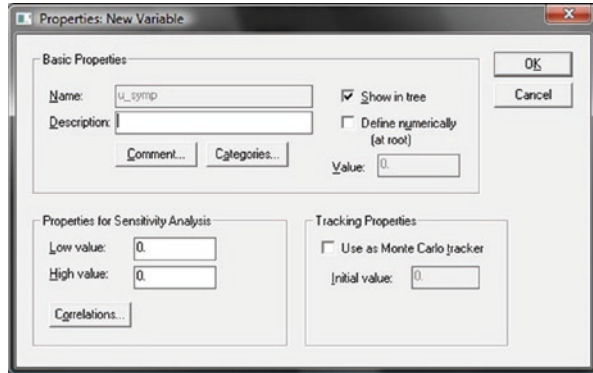 Properties: New Variable
Basic Properties
Name: u_symp
Description:
Comment... Categories...
Show in tree
Define numerically
(at root)
Value: 0.
OK
Cancel
Properties for Sensitivity Analysis
Low value: 0.
High value: 0.
Correlations...
Tracking Properties
Use as Monte Carlo tracker
Initial value: 0.